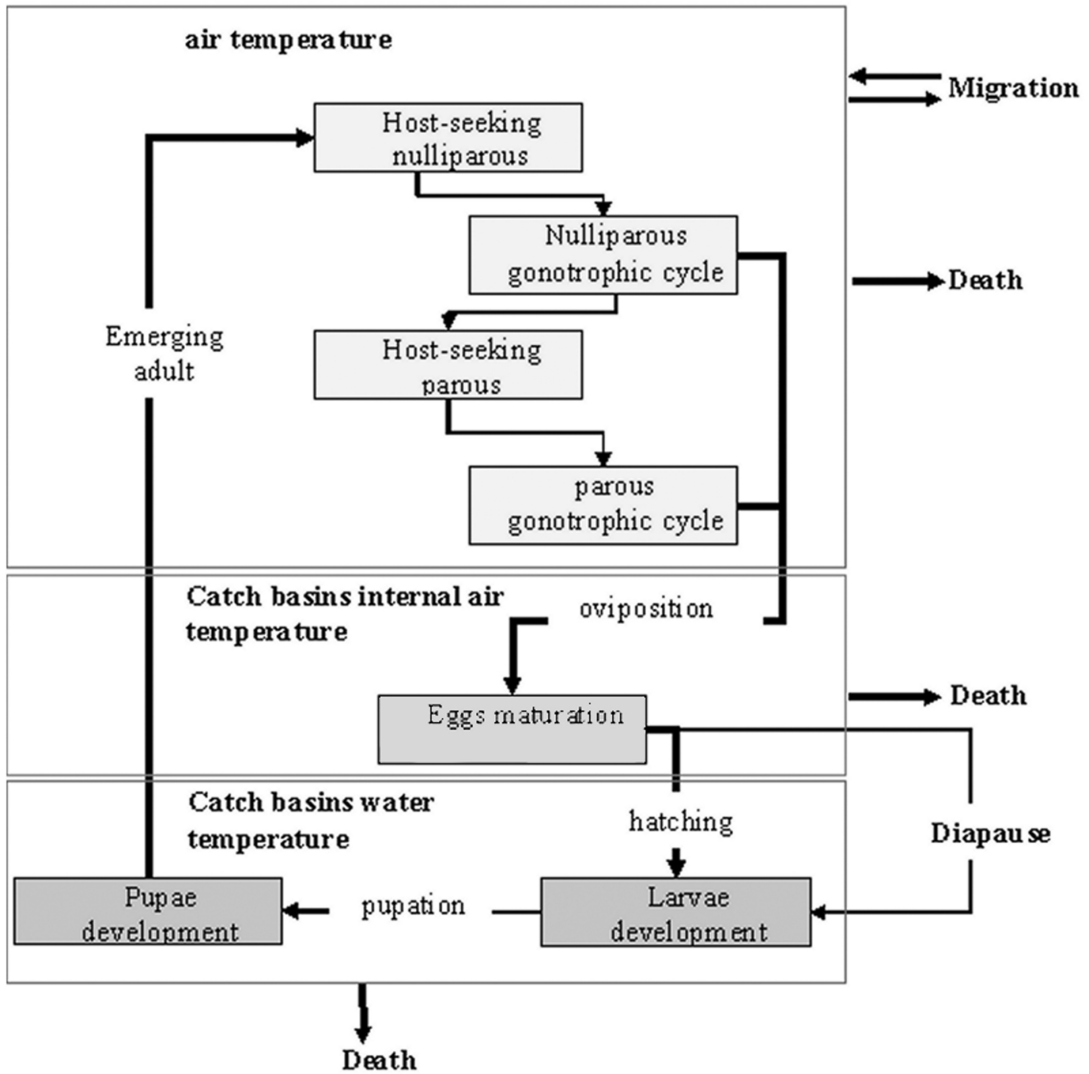 air temperature
Migration
Host-seeking
nulliparous
Nulliparous
gonotrophic cycle
Death
Emerging
adult
Host-seeking
parous
parous
gonotrophic cycle
Catch basins internal air
temperature
oviposition
Eggs maturation
Death
Catch basins water
temperature
hatching
Diapause
Pupae
development
pupation
Larvae
development
Death